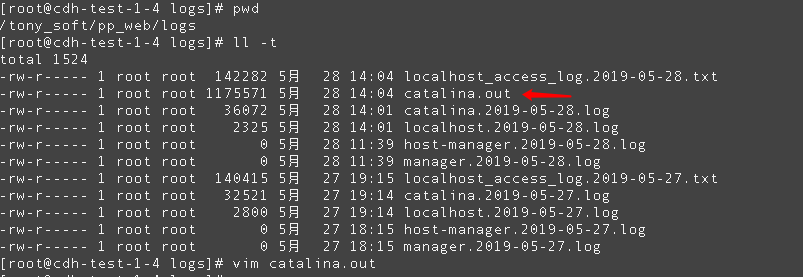 [root@cdh-test-1-4 logs]# pwd
/tony_soft/pp_web/logs
[root@cdh-test-1-4 logs]# ll -t
total 1524
-rw-r----- 1 root root  142282 5月  28 14:04 localhost_access_log.2019-05-28.txt
-rw-r----- 1 root root 1175571 5月  28 14:04 catalina.out
-rw-r----- 1 root root   36072 5月  28 14:01 catalina.2019-05-28.log
-rw-r----- 1 root root    2325 5月  28 14:01 localhost.2019-05-28.log
-rw-r----- 1 root root       0 5月  28 11:39 host-manager.2019-05-28.log
-rw-r----- 1 root root       0 5月  28 11:39 manager.2019-05-28.log
-rw-r----- 1 root root  140415 5月  27 19:15 localhost_access_log.2019-05-27.txt
-rw-r----- 1 root root   32521 5月  27 19:14 catalina.2019-05-27.log
-rw-r----- 1 root root    2800 5月  27 19:14 localhost.2019-05-27.log
-rw-r----- 1 root root       0 5月  27 18:15 host-manager.2019-05-27.log
-rw-r----- 1 root root       0 5月  27 18:15 manager.2019-05-27.log
[root@cdh-test-1-4 logs]# vim catalina.out